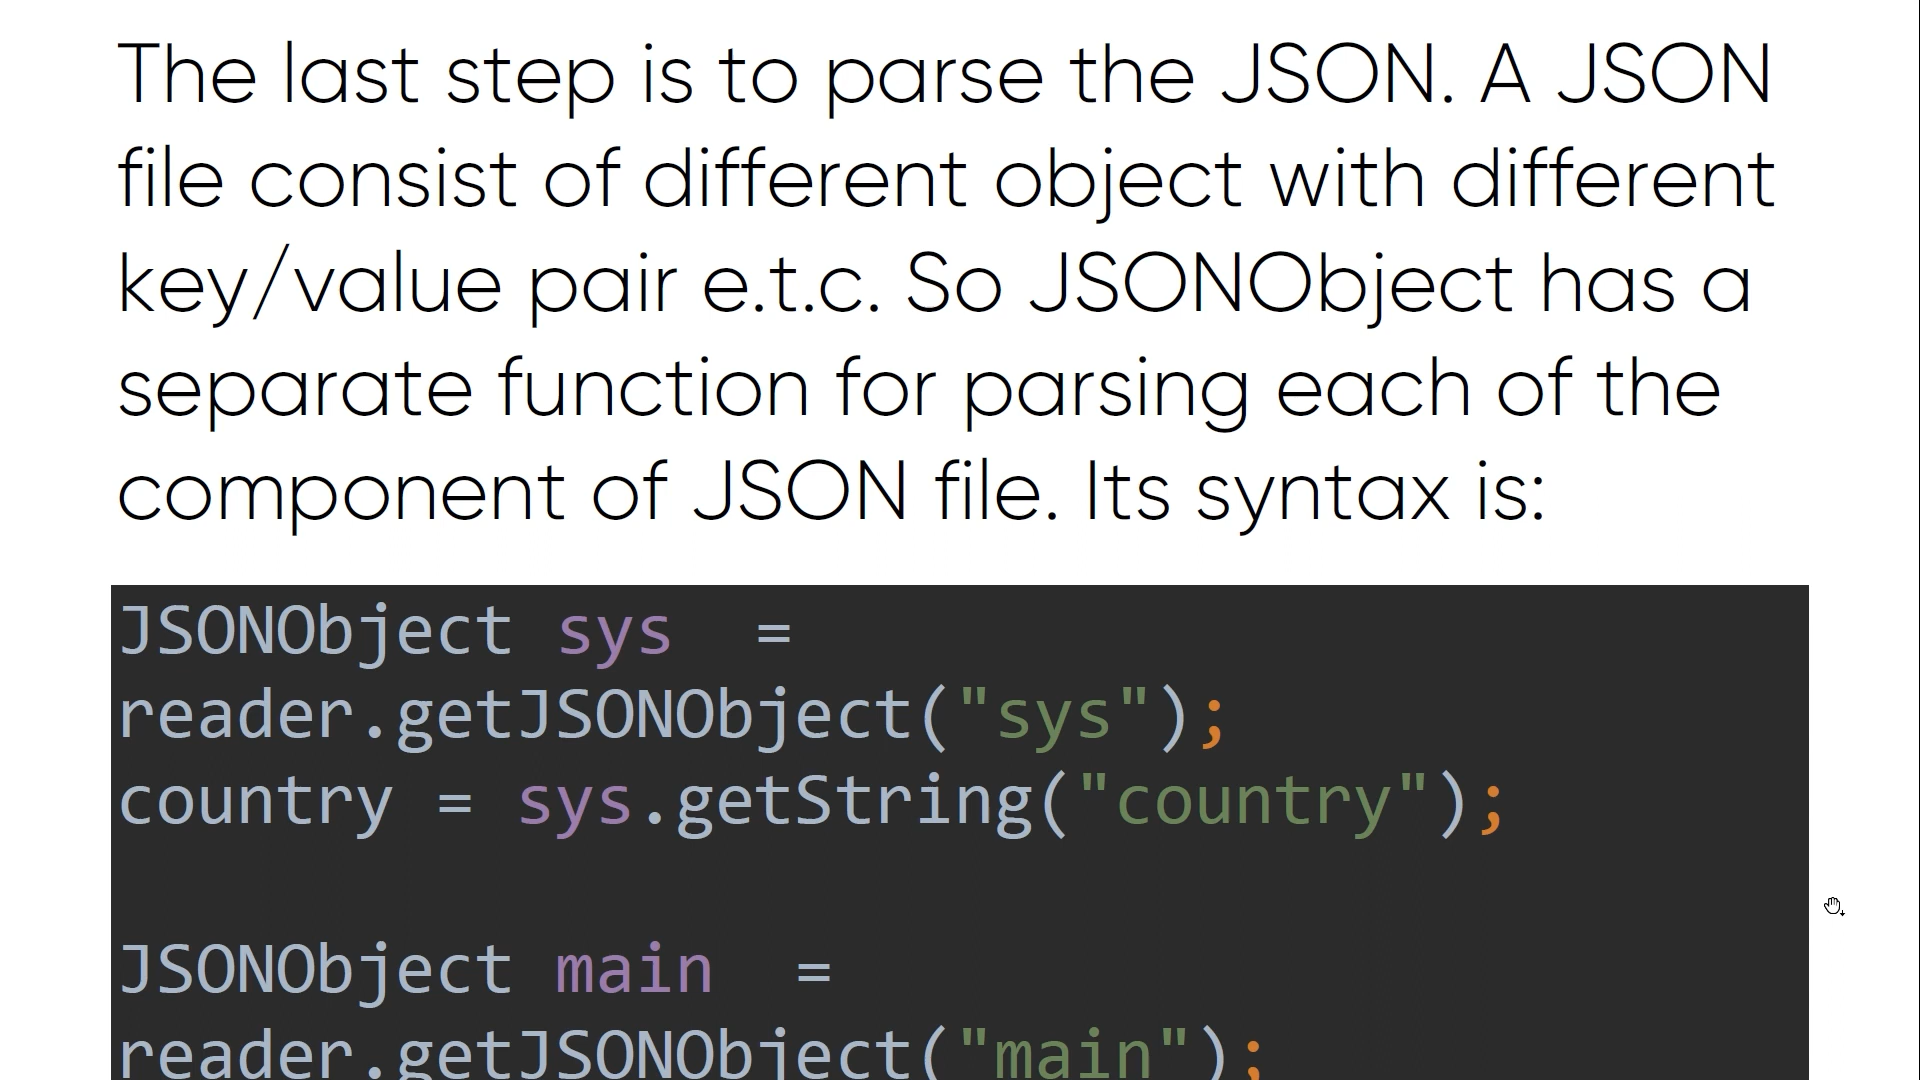 The last step is to parse the JSON. A JSON
file consist of different object with different
key/value pair e.t.c. So JSONObject has a
separate function for parsing each of the
component of JSON file. Its syntax is:
JSONObject sys  =
reader.getJSONObject("sys");
country = sys.getString("country");
JSONObject main  =
reader.getJSONObject("main");